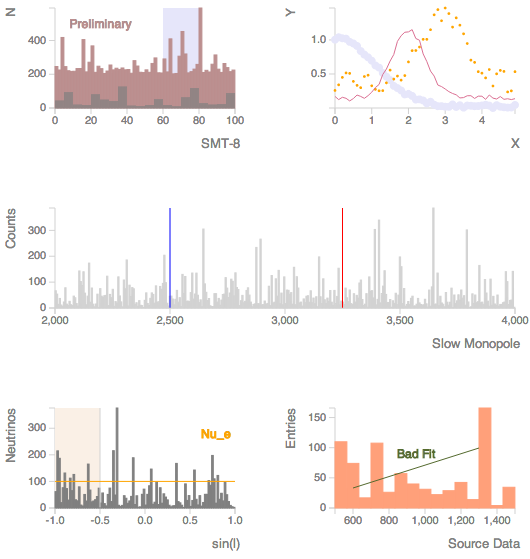 N
Preliminary
400
300
200
0
0 20 40 60 80 100
SMT-8
Y
1.0
0.5
0 1 2 3 4
X
Counts
300
200
100
0
2,000 2,500 3,000 3,500 4,000
Slow Monopole
Neutrinos
Nu_e
300
200
100
0
-1.0 -0.5 0.0 0.5 1.0
sin(l)
Entries
150
Bad Fit
100
50
0
600 800 1,000 1,200 1,400
Source Data